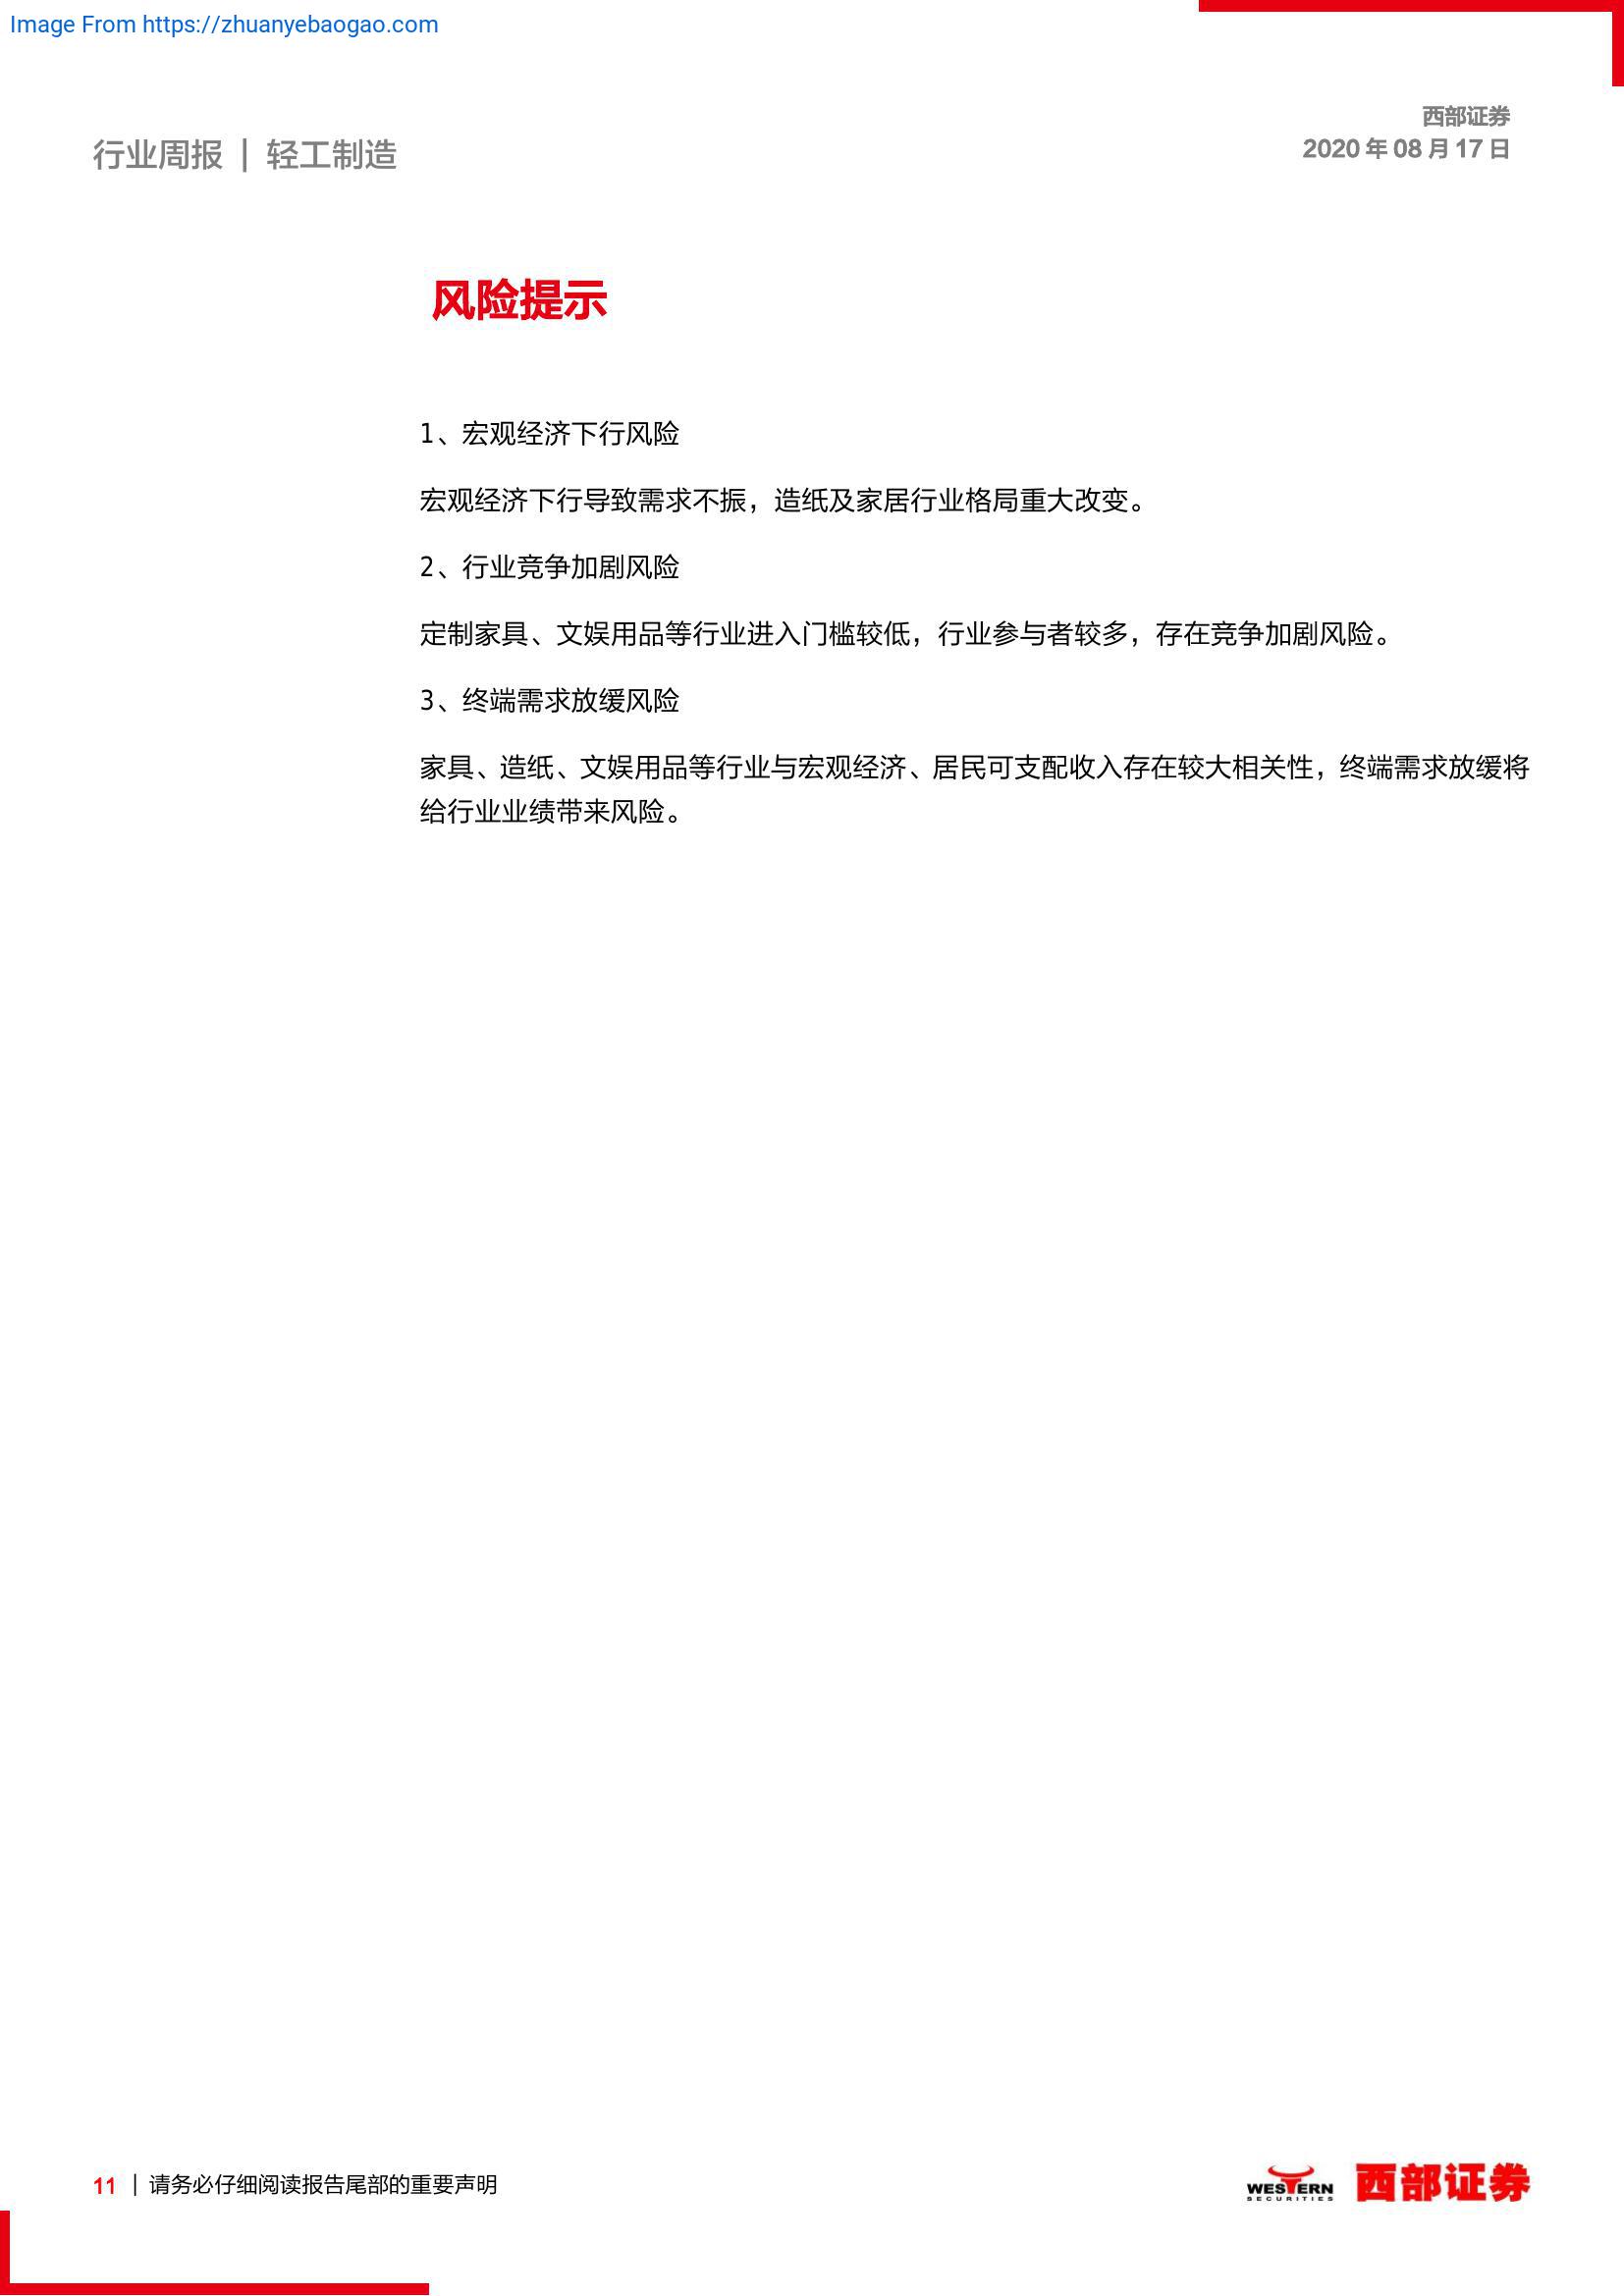 Image From https://zhuanyebaogao.com
西部证券
2020 年 08 月 17 日
行业周报 | 轻工制造
风险提示
1、宏观经济下行风险
宏观经济下行导致需求不振，造纸及家居行业格局重大改变。
2、行业竞争加剧风险
定制家具、文娱用品等行业进入门槛较低，行业参与者较多，存在竞争加剧风险。
3、终端需求放缓风险
家具、造纸、文娱用品等行业与宏观经济、居民可支配收入存在较大相关性，终端需求放缓将
给行业业绩带来风险。
11 | 请务必仔细阅读报告尾部的重要声明
WESTERN
SECURITIES
西部证券